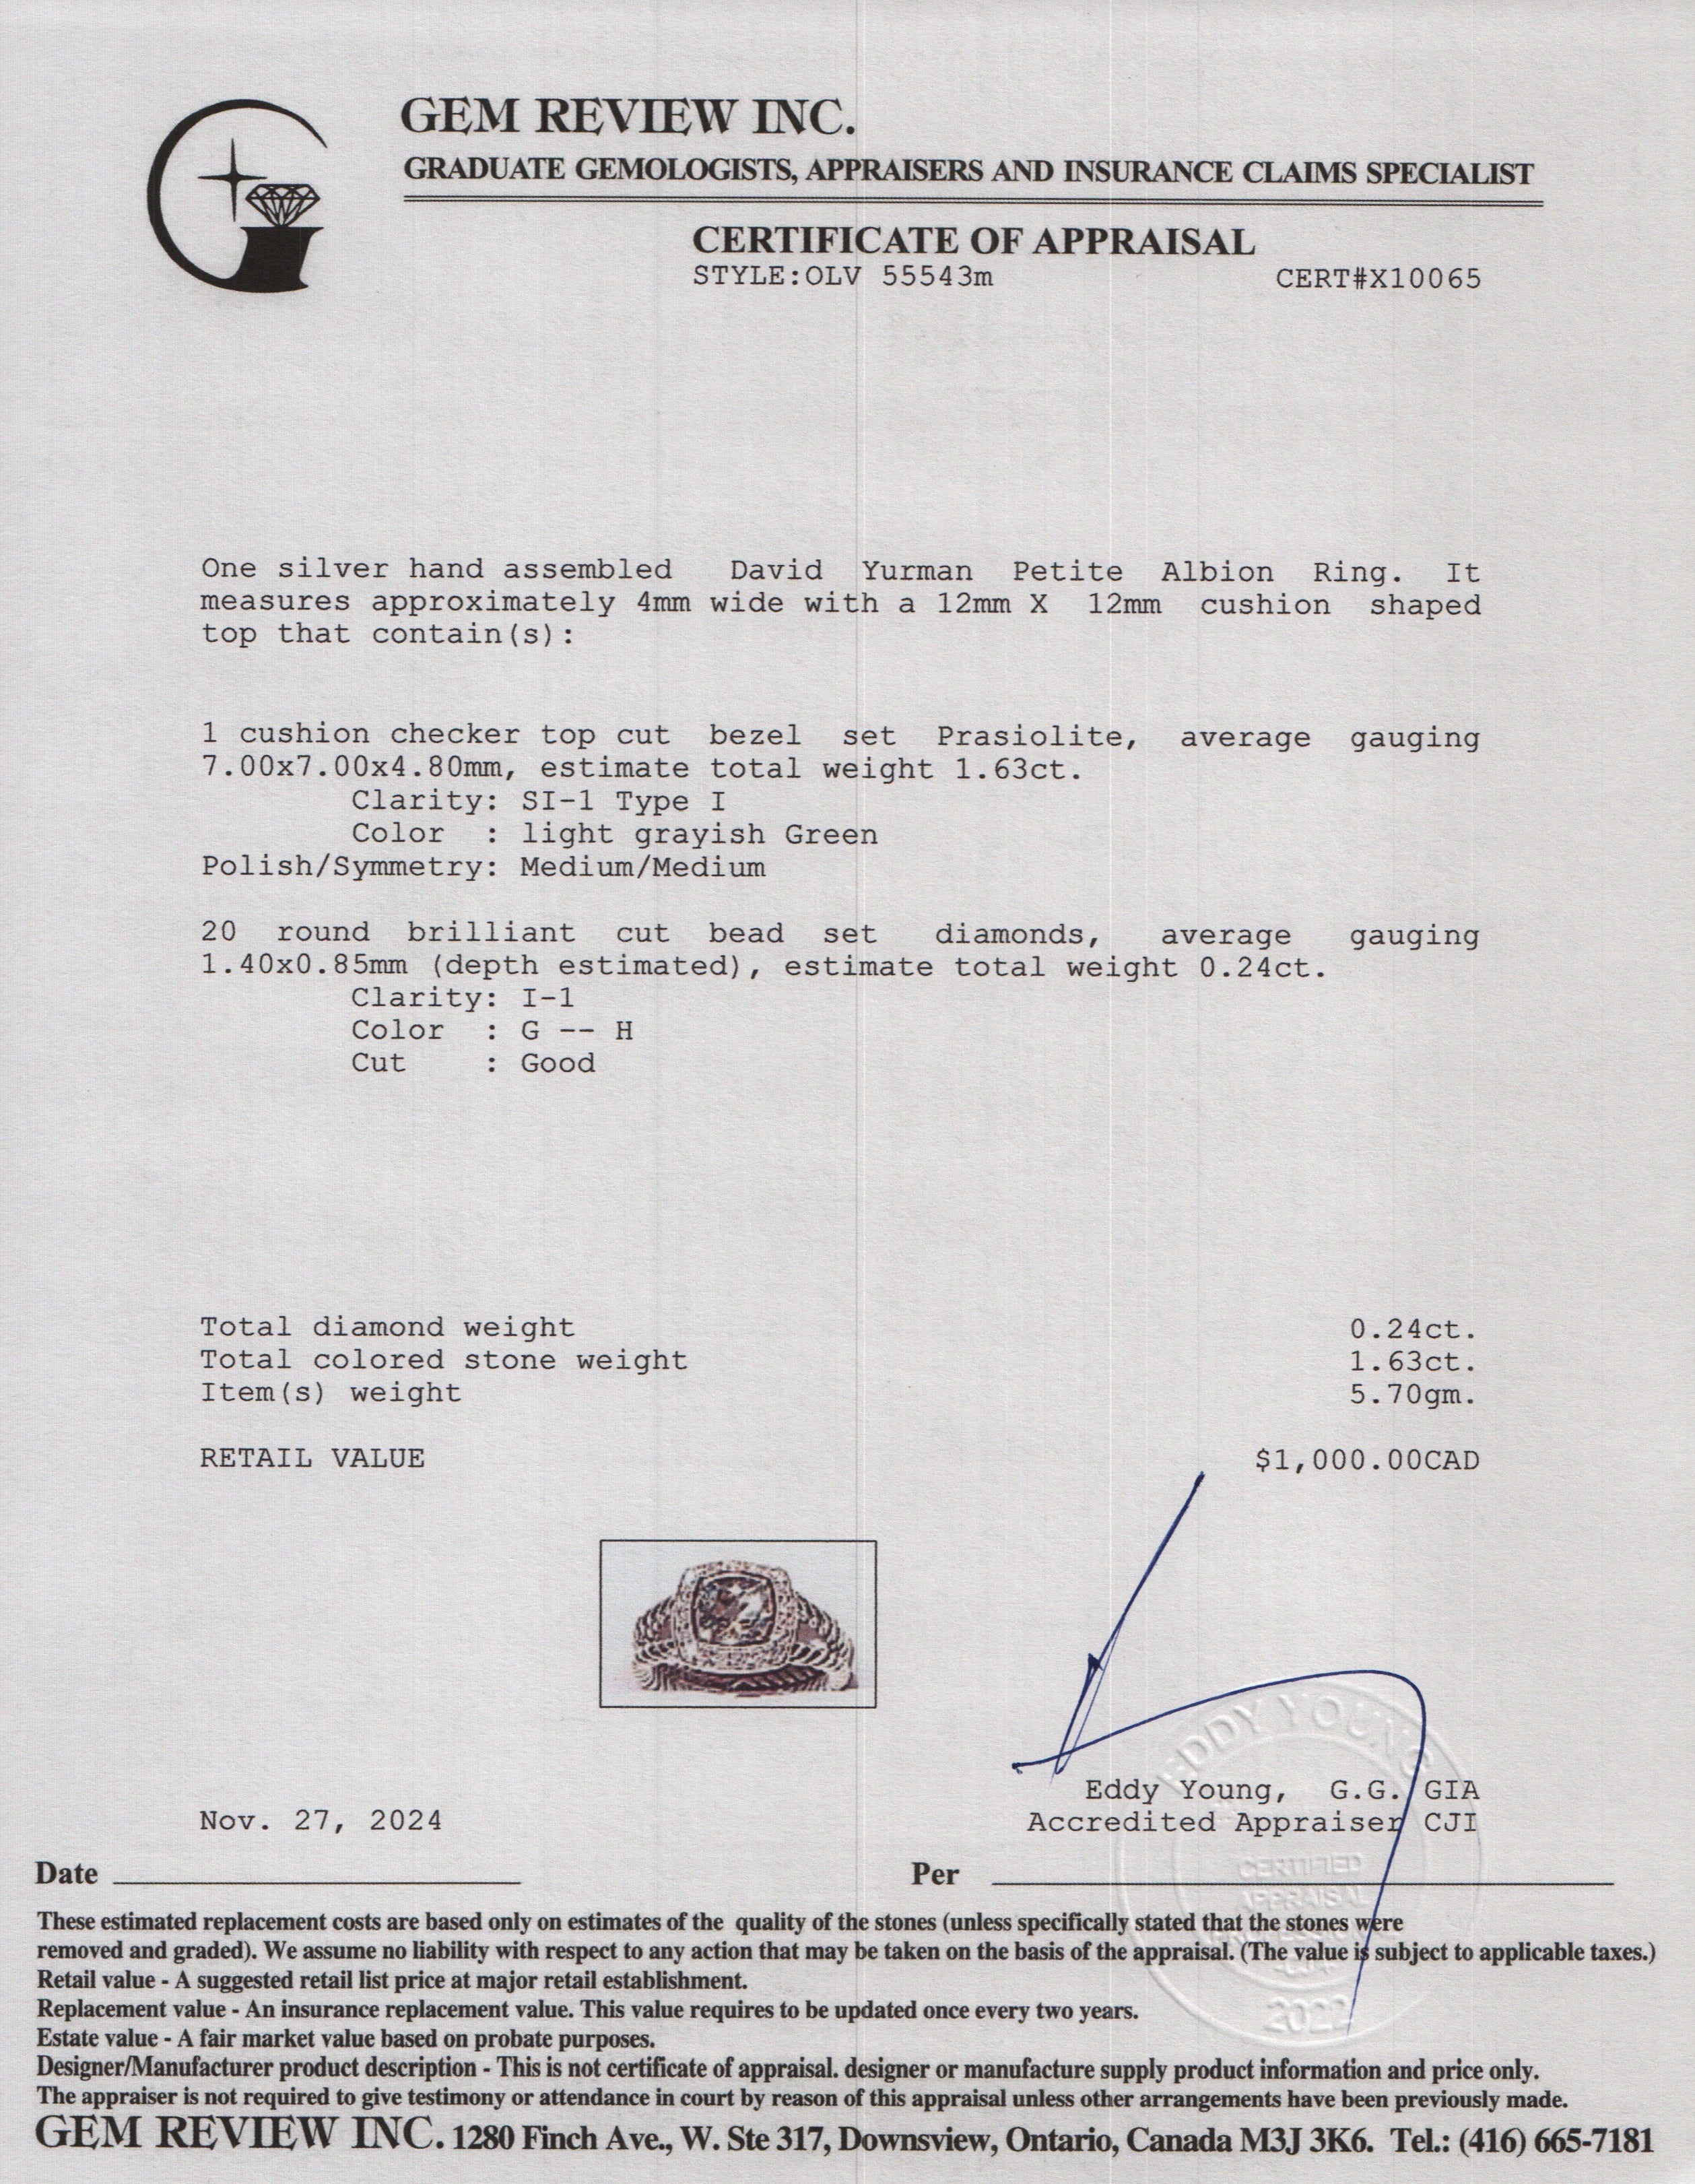 GEM REVIEW INC.
GRADUATE GEMOLOGISTS, APPRAISERS AND INSURANCE CLAIMS SPECIALIST
CERTIFICATE OF APPRAISAL
STYLE:OLV 55543m CERT#X10065
One silver hand assembled David Yurman Petite Albion Ring. It
measures approximately 4mm wide with a 12mm X 12mm cushion shaped
top that contain(s):
1 cushion checker top cut bezel set Prasiolite, average gauging
7.00x7.00x4.80mm, estimate total weight 1.63ct.
Clarity: SI-1 Type I
Color : light grayish Green
Polish/Symmetry: Medium/Medium
20 round brilliant cut bead set diamonds, average gauging
1.40x0.85mm (depth estimated), estimate total weight 0.24ct.
Clarity: I-1
Color : G -- H
Cut : Good
Total diamond weight 0.24ct.
Total colored stone weight 1.63ct.
Item(s) weight 5.70gm.
RETAIL VALUE $1,000.00CAD
EDDY YOUNG
Eddy Young, G.G. GIA
Nov. 27, 2024 Accredited Appraiser CJI
CERTIFIED
APPRAISAL
Date Per
These estimated replacement costs are based only on estimates of the quality of the stones (unless specifically stated that the stones were
removed and graded). We assume no liability with respect to any action that may be taken on the basis of the appraisal. (The value is subject to applicable taxes.)
Retail value - A suggested retail list price at major retail establishment.
Replacement value - An insurance replacement value. This value requires to be updated once every two years.
2022
Estate value - A fair market value based on probate purposes.
Designer/Manufacturer product description - This is not certificate of appraisal. designer or manufacture supply product information and price only.
The appraiser is not required to give testimony or attendance in court by reason of this appraisal unless other arrangements have been previously made.
GEM REVIEW INC. 1280 Finch Ave., W. Ste 317, Downsview, Ontario, Canada M3J 3K6. Tel.: (416) 665-7181